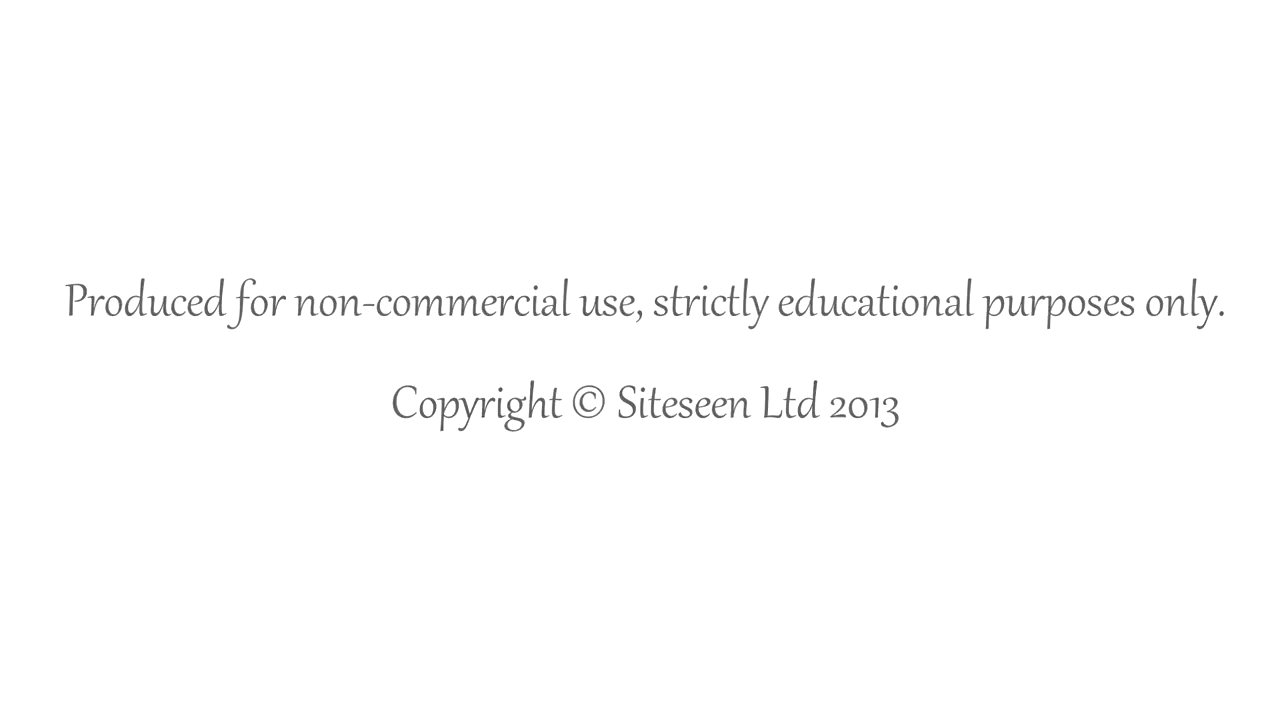 Produced for non-commercial use, strictly educational purposes only.
Copyright © Siteseen Ltd 2013